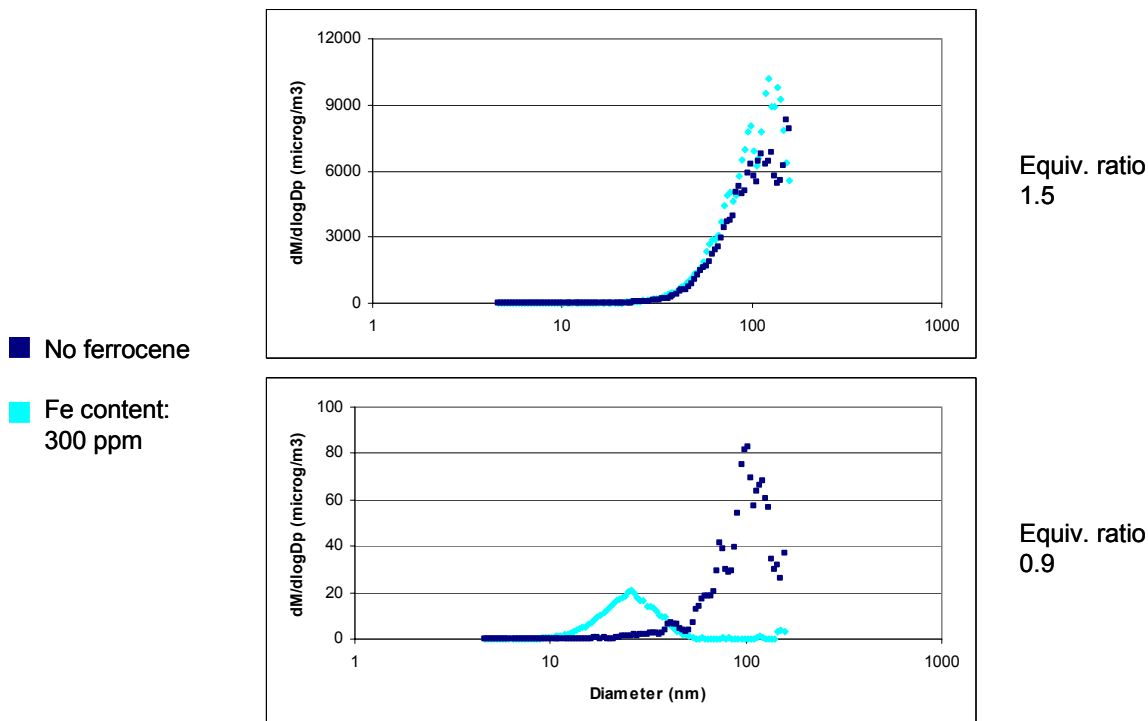 12000
9000
6000
3000
0
dM/dlogDp (microg/m3)
1
10
100
1000
Equiv. ratio
1.5
No ferrocene
Fe content:
300 ppm
100
80
60
40
20
0
dM/dlogDp (microg/m3)
1
10
100
1000
Diameter (nm)
Equiv. ratio
0.9